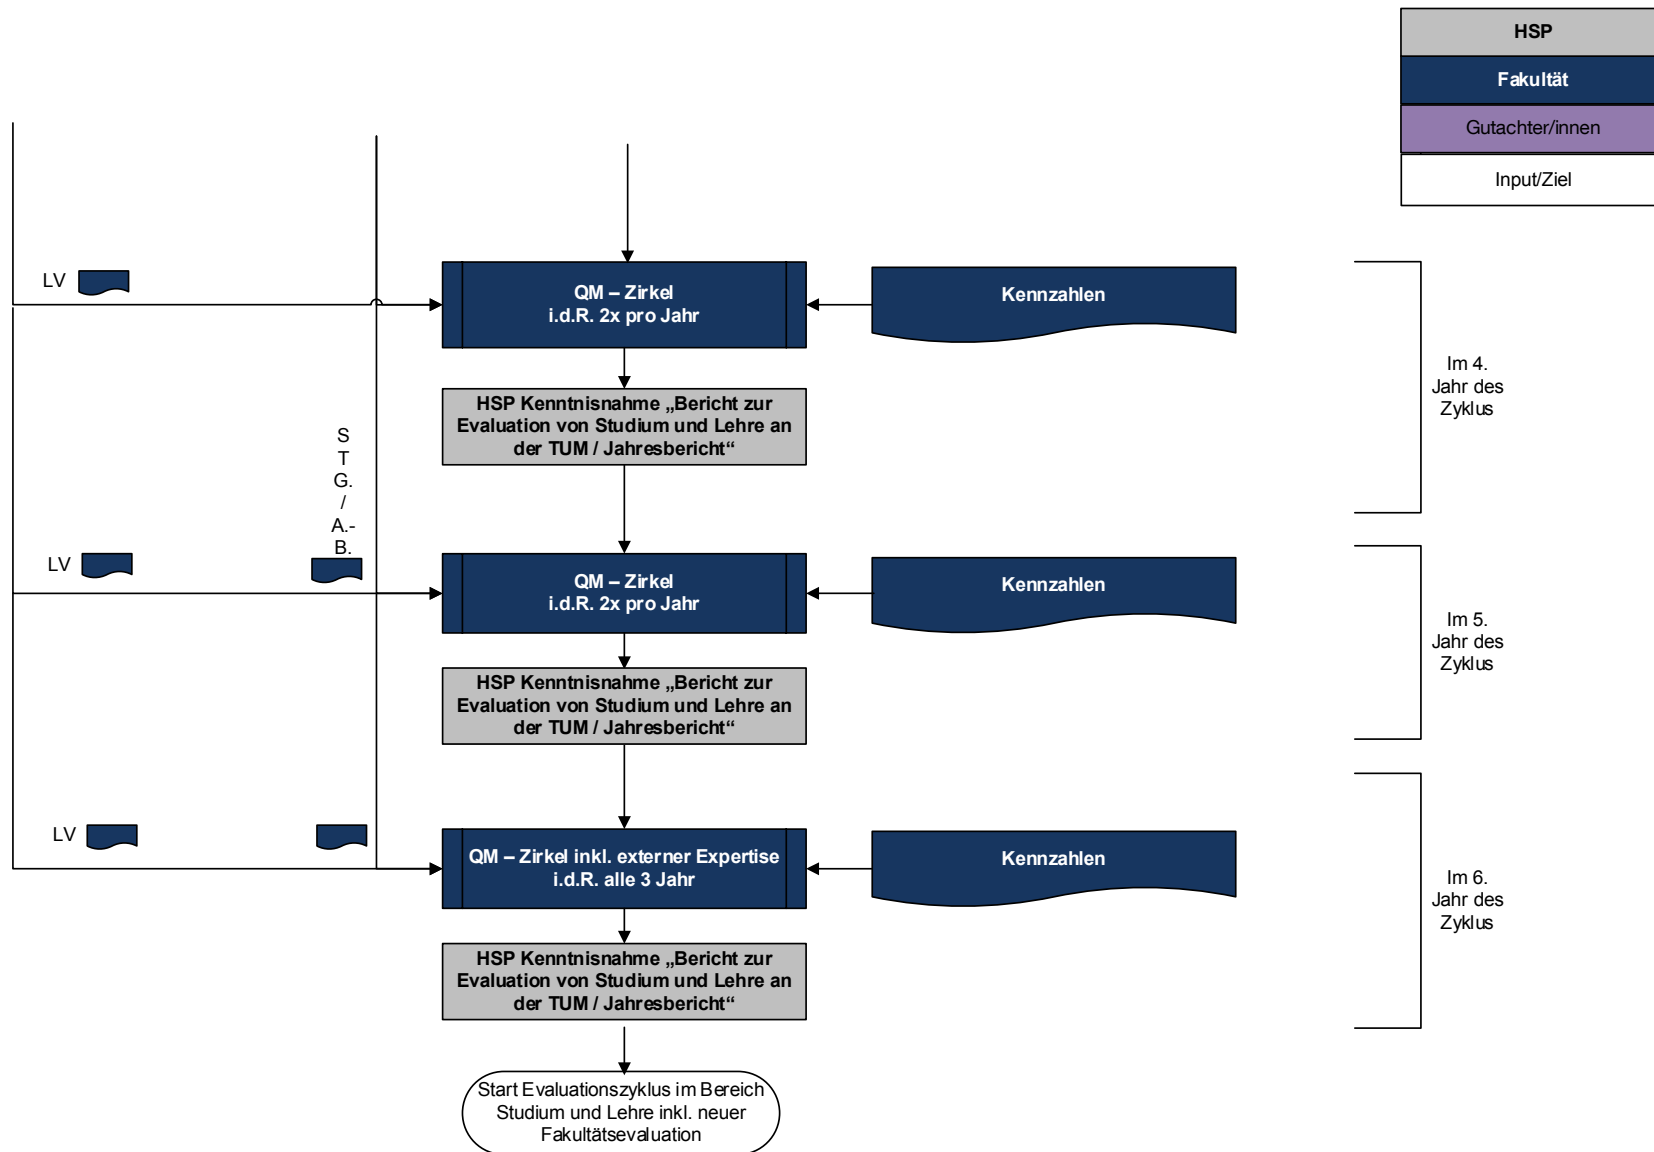 HSP
Fakultät
Gutachter/innen
Input/Ziel
LV
QM – Zirkel
i.d.R. 2x pro Jahr
Kennzahlen
Im 4.
Jahr des
Zyklus
HSP Kenntnisnahme „Bericht zur
Evaluation von Studium und Lehre an
der TUM / Jahresbericht“
S
T
G.
/
A.-
B.
LV
QM – Zirkel
i.d.R. 2x pro Jahr
Kennzahlen
Im 5.
Jahr des
Zyklus
HSP Kenntnisnahme „Bericht zur
Evaluation von Studium und Lehre an
der TUM / Jahresbericht“
LV
QM – Zirkel inkl. externer Expertise
i.d.R. alle 3 Jahr
Kennzahlen
Im 6.
Jahr des
Zyklus
HSP Kenntnisnahme „Bericht zur
Evaluation von Studium und Lehre an
der TUM / Jahresbericht“
Start Evaluationszyklus im Bereich
Studium und Lehre inkl. neuer
Fakultätsevaluation